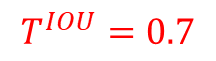 T^{IOU} = 0.7